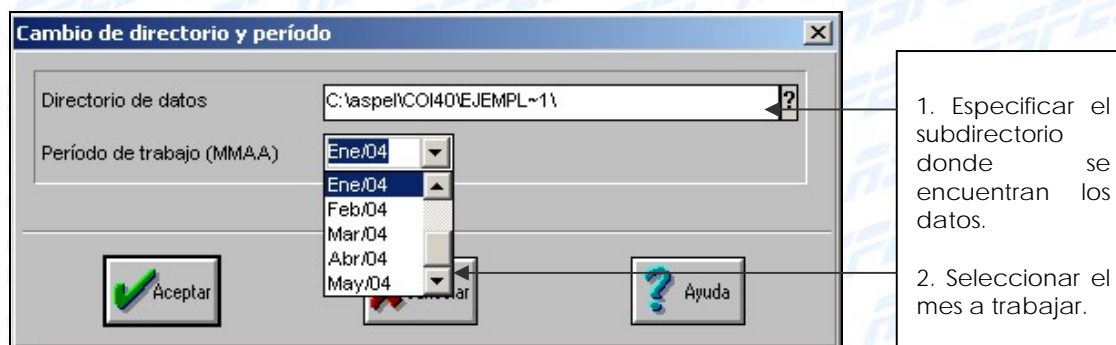 Cambio de directorio y período
Directorio de datos
C:\aspel\COI40\EJEMPL~1\
?
Período de trabajo (MMAA)
Ene/04
Ene/04
Feb/04
Mar/04
Abr/04
May/04
Aceptar
Ayuda
1. Especificar el
subdirectorio
donde se
encuentran los
datos.
2. Seleccionar el
mes a trabajar.